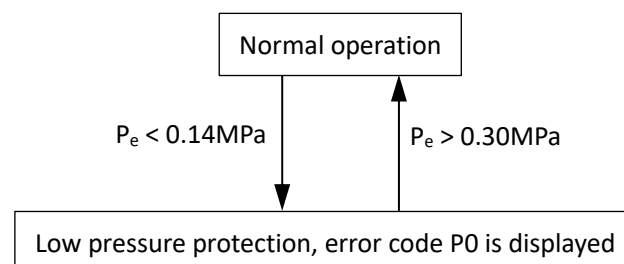 Normal operation
Pₑ < 0.14MPa
Pₑ > 0.30MPa
Low pressure protection, error code P0 is displayed